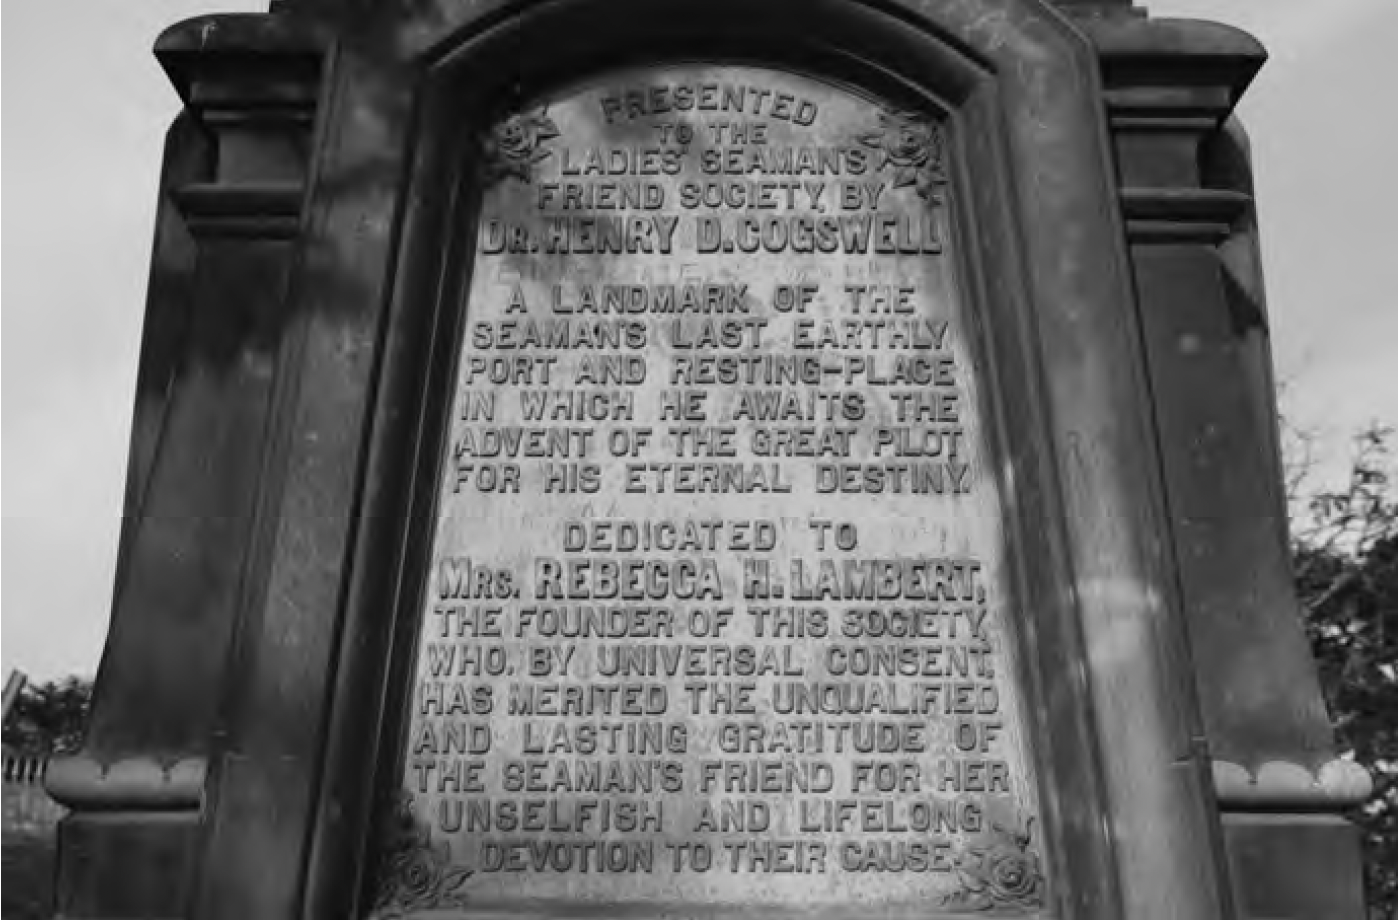 PRESENTED
TO THE
LADIES' SEAMAN'S
FRIEND SOCIETY, BY
DR. HENRY D. COGSWELL
A LANDMARK OF THE
SEAMAN'S LAST EARTHLY
PORT AND RESTING-PLACE
IN WHICH HE AWAITS THE
ADVENT OF THE GREAT PILOT
FOR HIS ETERNAL DESTINY.
DEDICATED TO
MRS. REBECCA H. LAMBERT,
THE FOUNDER OF THIS SOCIETY,
WHO, BY UNIVERSAL CONSENT,
HAS MERITED THE UNQUALIFIED
AND LASTING GRATITUDE OF
THE SEAMAN'S FRIEND FOR HER
UNSELFISH AND LIFELONG
DEVOTION TO THEIR CAUSE.